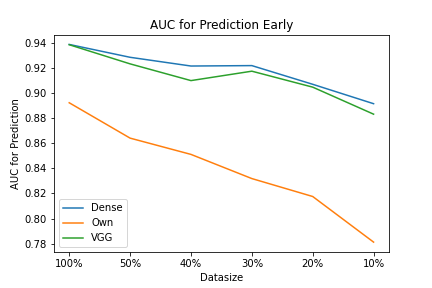 AUC for Prediction Early
AUC for Prediction
0.94
0.92
0.90
0.88
0.86
0.84
0.82
0.80
0.78
Dense
Own
VGG
100%
50%
40%
30%
20%
10%
Datasize